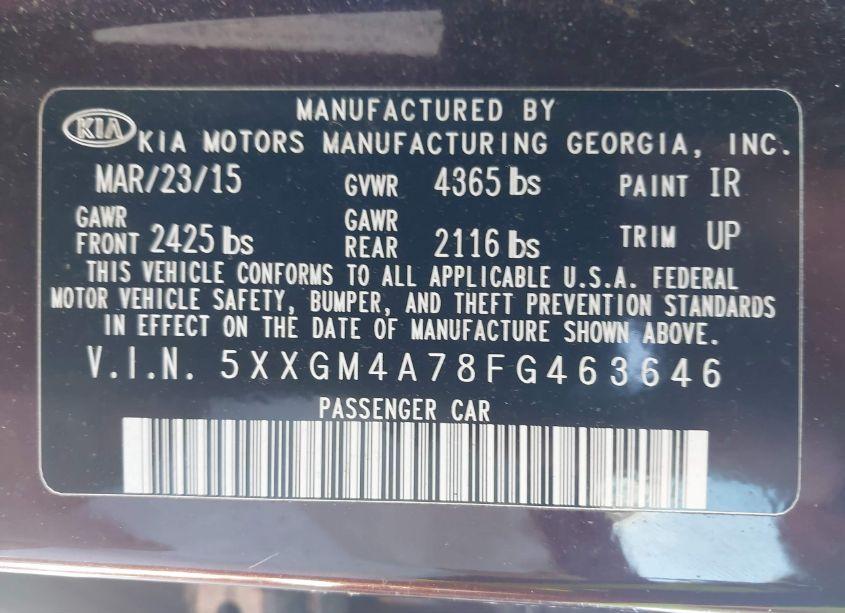 MANUFACTURED BY
KIA KIA MOTORS MANUFACTURING GEORGIA, INC.
MAR/23/15 GVWR 4365 lbs PAINT IR
GAWR FRONT 2425 lbs GAWR REAR 2116 lbs TRIM UP
THIS VEHICLE CONFORMS TO ALL APPLICABLE U.S.A. FEDERAL
MOTOR VEHICLE SAFETY, BUMPER, AND THEFT PREVENTION STANDARDS
IN EFFECT ON THE DATE OF MANUFACTURE SHOWN ABOVE.
V.I.N. 5XXGM4A78FG463646
PASSENGER CAR